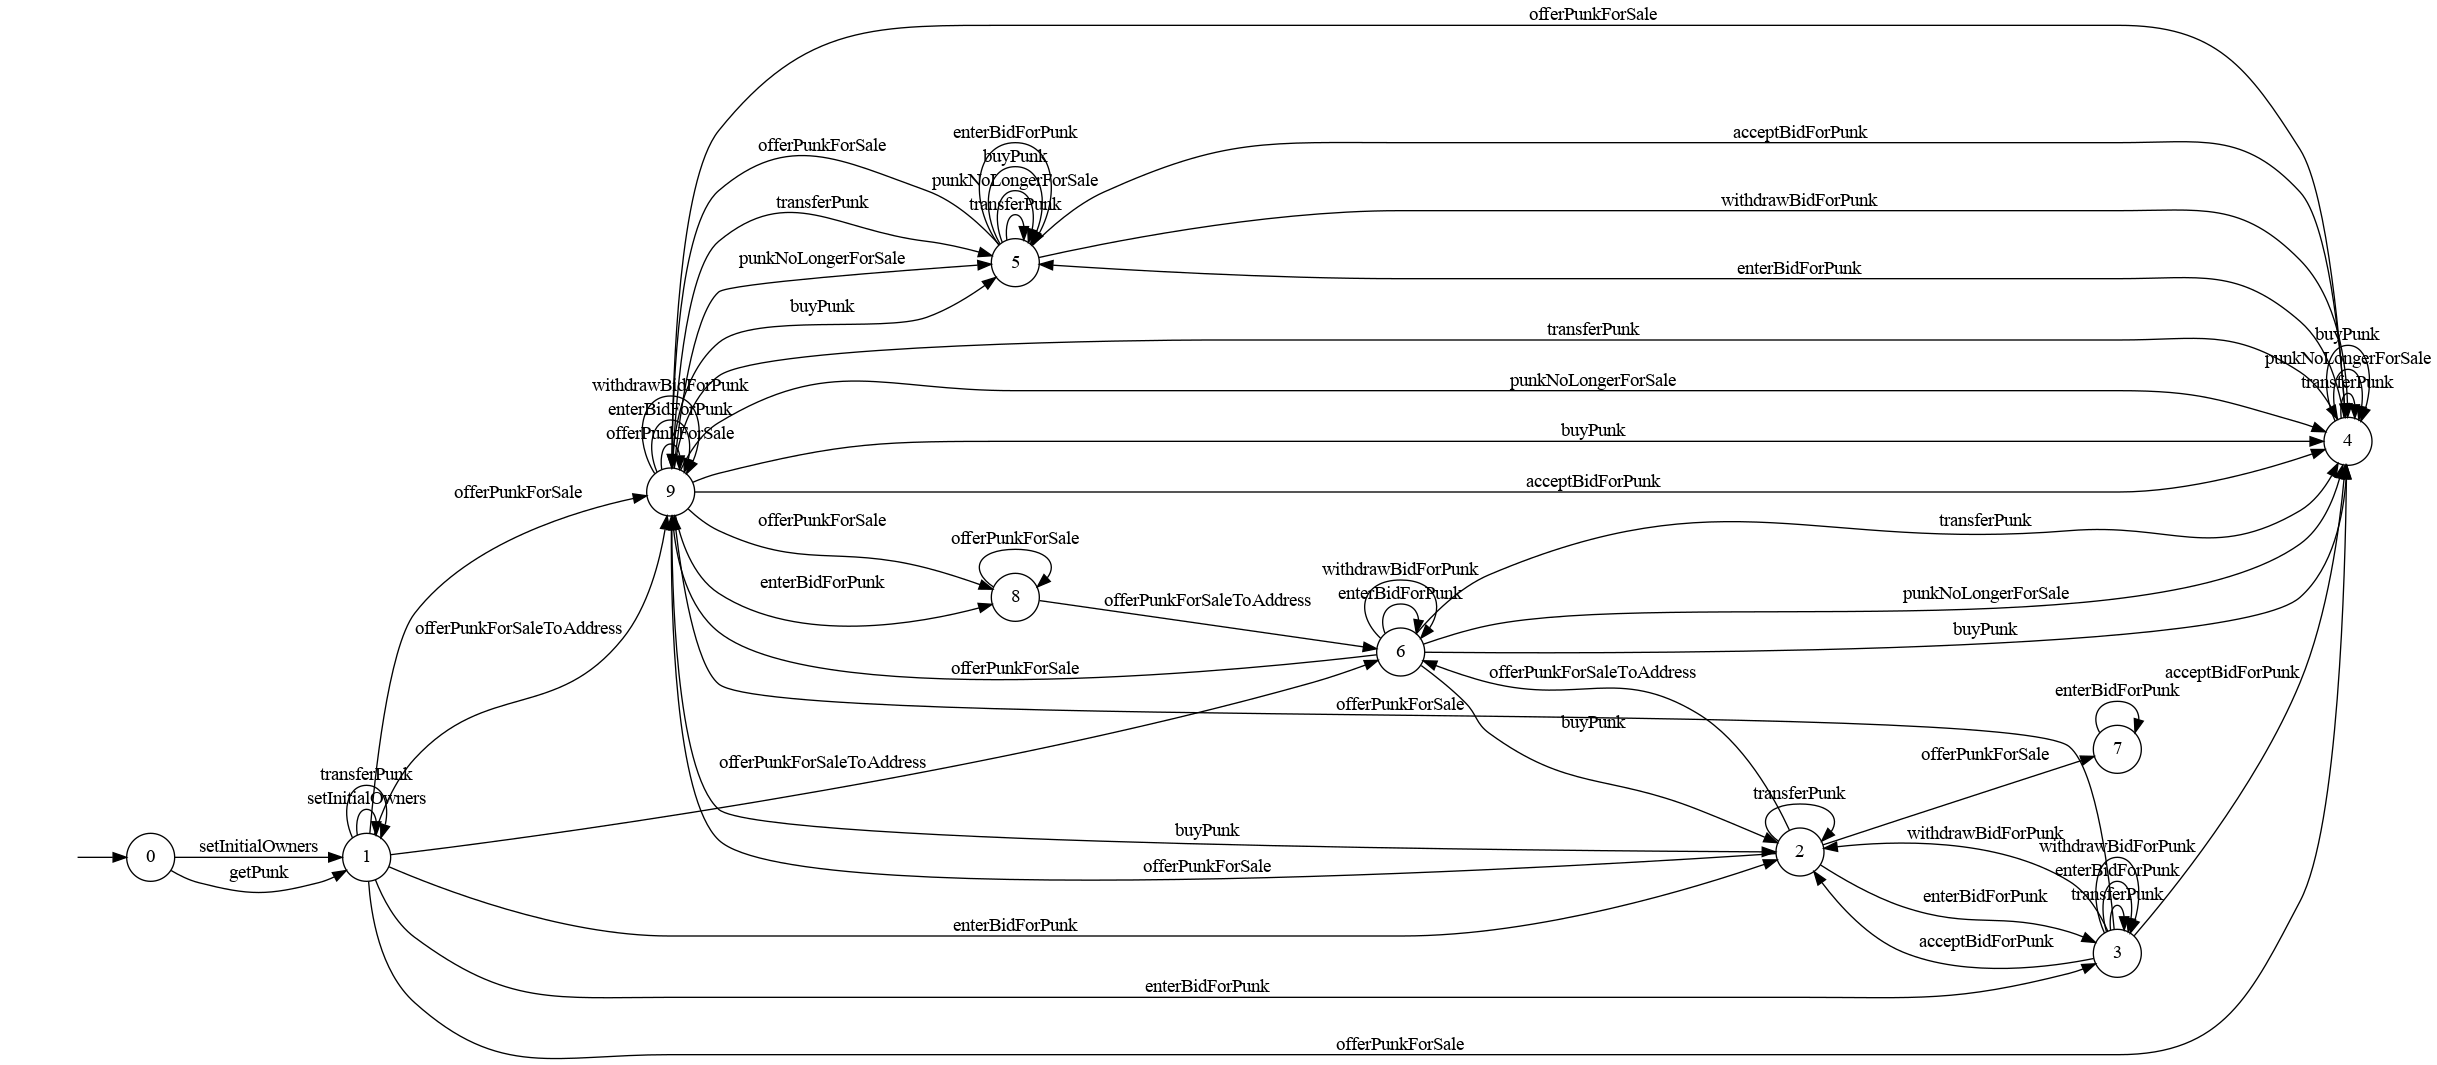 offerPunkForSale
enterBidForPunk
acceptBidForPunk
offerPunkForSale
buyPunk
punkNoLongerForSale
transferPunk
withdrawBidForPunk
transferPunk
punkNoLongerForSale
5
enterBidForPunk
buyPunk
transferPunk
buyPunk
punkNoLongerForSale
transferPunk
punkNoLongerForSale
withdrawBidForPunk
enterBidForPunk
offerPunkForSale
buyPunk
4
offerPunkForSale
9
acceptBidForPunk
offerPunkForSale
transferPunk
offerPunkForSale
withdrawBidForPunk
enterBidForPunk
enterBidForPunk
8
offerPunkForSaleToAddress
punkNoLongerForSale
offerPunkForSaleToAddress
buyPunk
6
offerPunkForSale
offerPunkForSaleToAddress
acceptBidForPunk
enterBidForPunk
offerPunkForSale
buyPunk
7
offerPunkForSaleToAddress
offerPunkForSale
transferPunk
setInitialOwners
transferPunk
buyPunk
withdrawBidForPunk
setInitialOwners
0
1
2
withdrawBidForPunk
getPunk
offerPunkForSale
enterBidForPunk
transferPunk
enterBidForPunk
enterBidForPunk
acceptBidForPunk
3
enterBidForPunk
offerPunkForSale